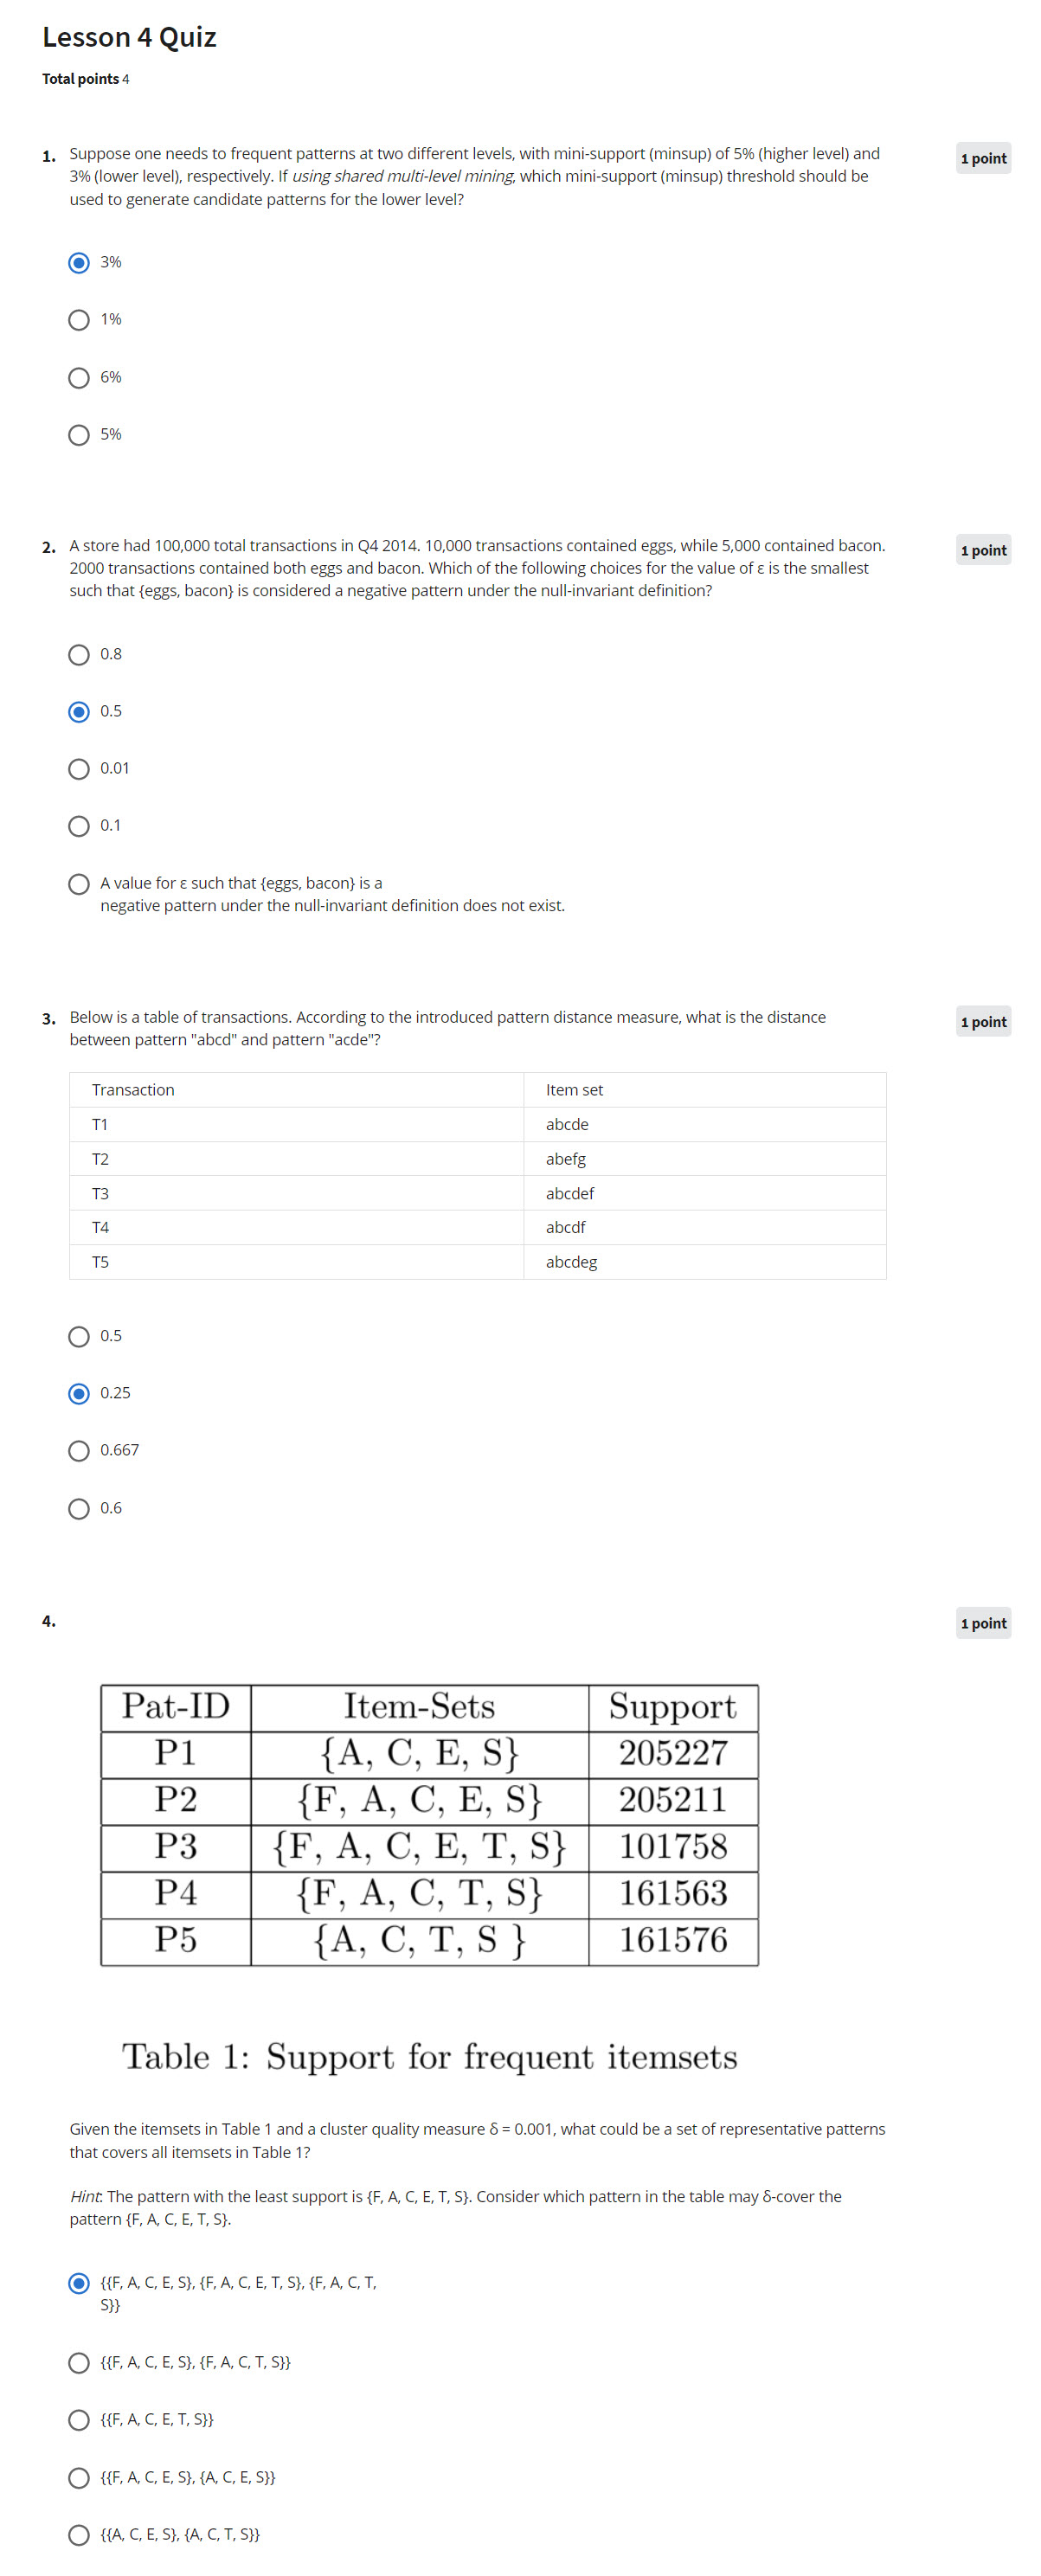 Lesson 4 Quiz
Total points 4
1. Suppose one needs to frequent patterns at two different levels, with mini-support (minsup) of 5% (higher level) and
3% (lower level), respectively. If using shared multi-level mining, which mini-support (minsup) threshold should be
used to generate candidate patterns for the lower level?
1 point
3%
1%
6%
5%
2. A store had 100,000 total transactions in Q4 2014. 10,000 transactions contained eggs, while 5,000 contained bacon.
2000 transactions contained both eggs and bacon. Which of the following choices for the value of ε is the smallest
such that {eggs, bacon} is considered a negative pattern under the null-invariant definition?
1 point
0.8
0.5
0.01
0.1
A value for ε such that {eggs, bacon} is a
negative pattern under the null-invariant definition does not exist.
3. Below is a table of transactions. According to the introduced pattern distance measure, what is the distance
between pattern "abcd" and pattern "acde"?
1 point
Transaction Item set
T1 abcde
T2 abefg
T3 abcdef
T4 abcdf
T5 abcdeg
0.5
0.25
0.667
0.6
4.
1 point
Pat-ID Item-Sets Support
P1 {A, C, E, S} 205227
P2 {F, A, C, E, S} 205211
P3 {F, A, C, E, T, S} 101758
P4 {F, A, C, T, S} 161563
P5 {A, C, T, S } 161576
Table 1: Support for frequent itemsets
Given the itemsets in Table 1 and a cluster quality measure δ = 0.001, what could be a set of representative patterns
that covers all itemsets in Table 1?
Hint: The pattern with the least support is {F, A, C, E, T, S}. Consider which pattern in the table may δ-cover the
pattern {F, A, C, E, T, S}.
{{F, A, C, E, S}, {F, A, C, E, T, S}, {F, A, C, T,
S}}
{{F, A, C, E, S}, {F, A, C, T, S}}
{{F, A, C, E, T, S}}
{{F, A, C, E, S}, {A, C, E, S}}
{{A, C, E, S}, {A, C, T, S}}